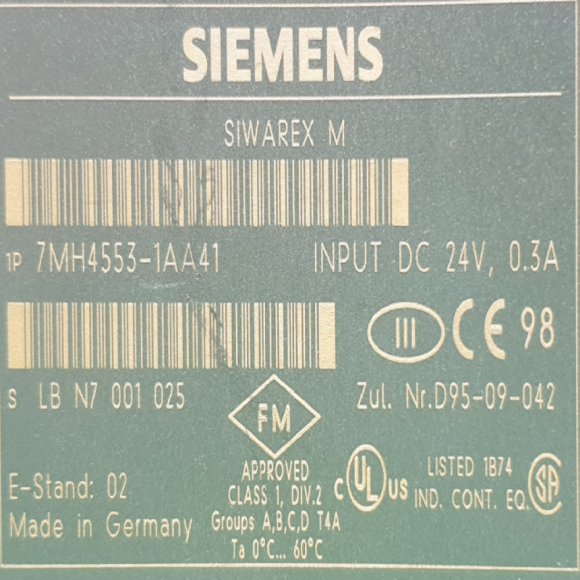 SIEMENS
SIWAREX M
1P 7MH4553-1AA41 INPUT DC 24V, 0.3A
III CE 98
S LB N7 001 025 Zul. Nr.D95-09-042
FM
APPROVED
CLASS 1, DIV.2
Groups A,B,C,D T4A
Ta 0°C... 60°C
E-Stand: 02
Made in Germany
C UL US LISTED 1B74
IND. CONT. EQ. SA